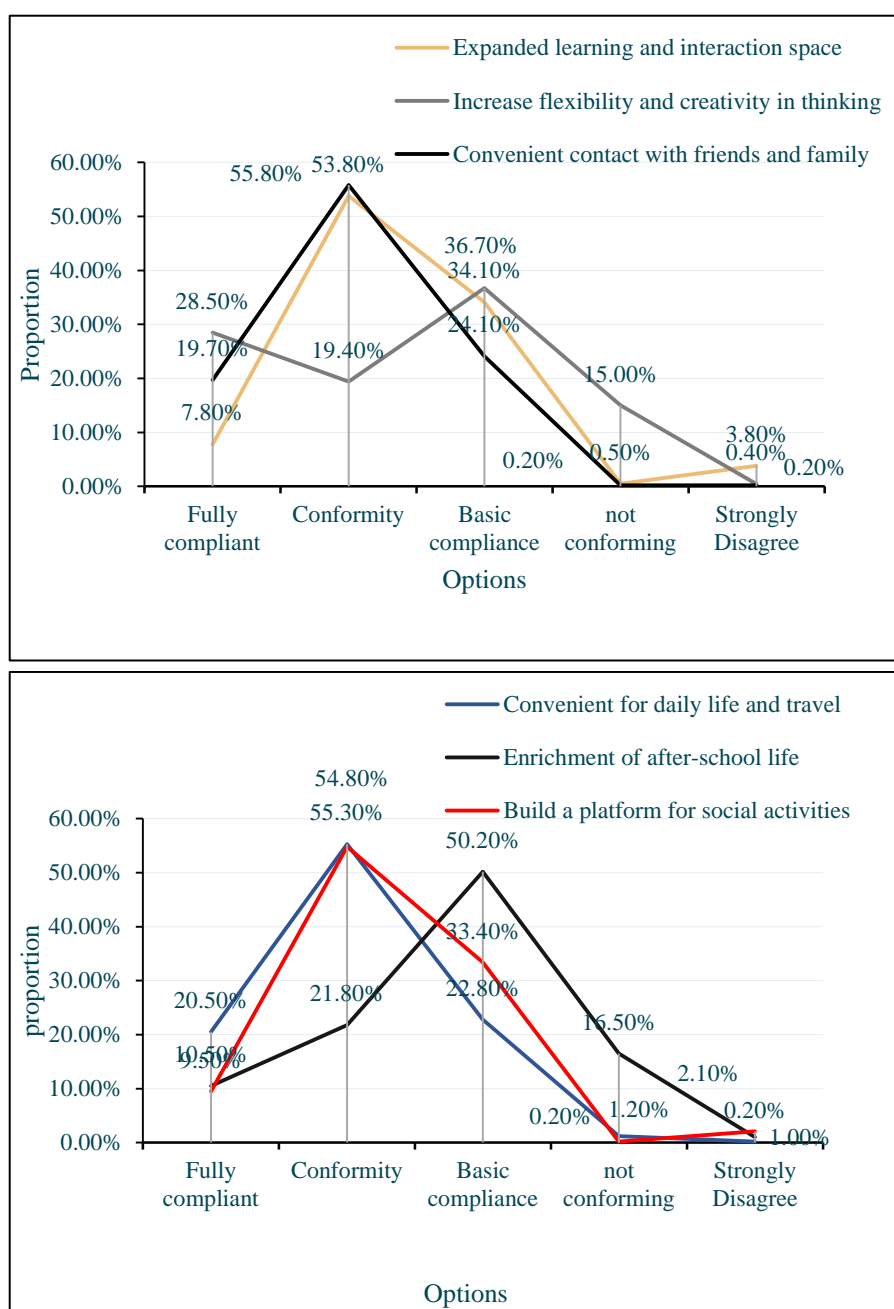 Expanded learning and interaction space
Increase flexibility and creativity in thinking
Convenient contact with friends and family
60.00%
50.00%
40.00%
30.00%
20.00%
10.00%
0.00%
Proportion
55.80%
53.80%
36.70%
34.10%
28.50%
24.10%
19.70%
19.40%
15.00%
7.80%
3.80%
0.50%
0.40%
0.20%
0.20%
Fully compliant
Conformity
Basic compliance
not conforming
Strongly Disagree
Options
Convenient for daily life and travel
Enrichment of after-school life
Build a platform for social activities
60.00%
50.00%
40.00%
30.00%
20.00%
10.00%
0.00%
proportion
54.80%
55.30%
50.20%
33.40%
20.50%
21.80%
22.80%
16.50%
10.50%
9.50%
2.10%
0.20%
1.20%
0.20%
1.00%
Fully compliant
Conformity
Basic compliance
not conforming
Strongly Disagree
Options